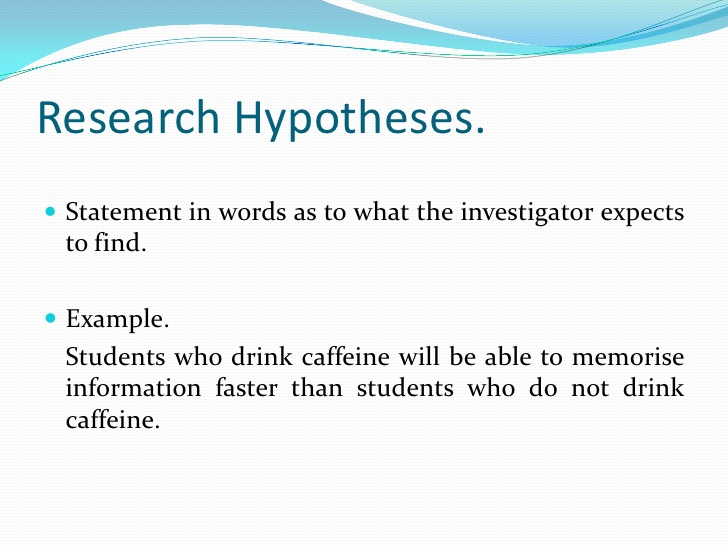 Research Hypotheses.
Statement in words as to what the investigator expects
to find.
Example.
Students who drink caffeine will be able to memorise
information faster than students who do not drink
caffeine.